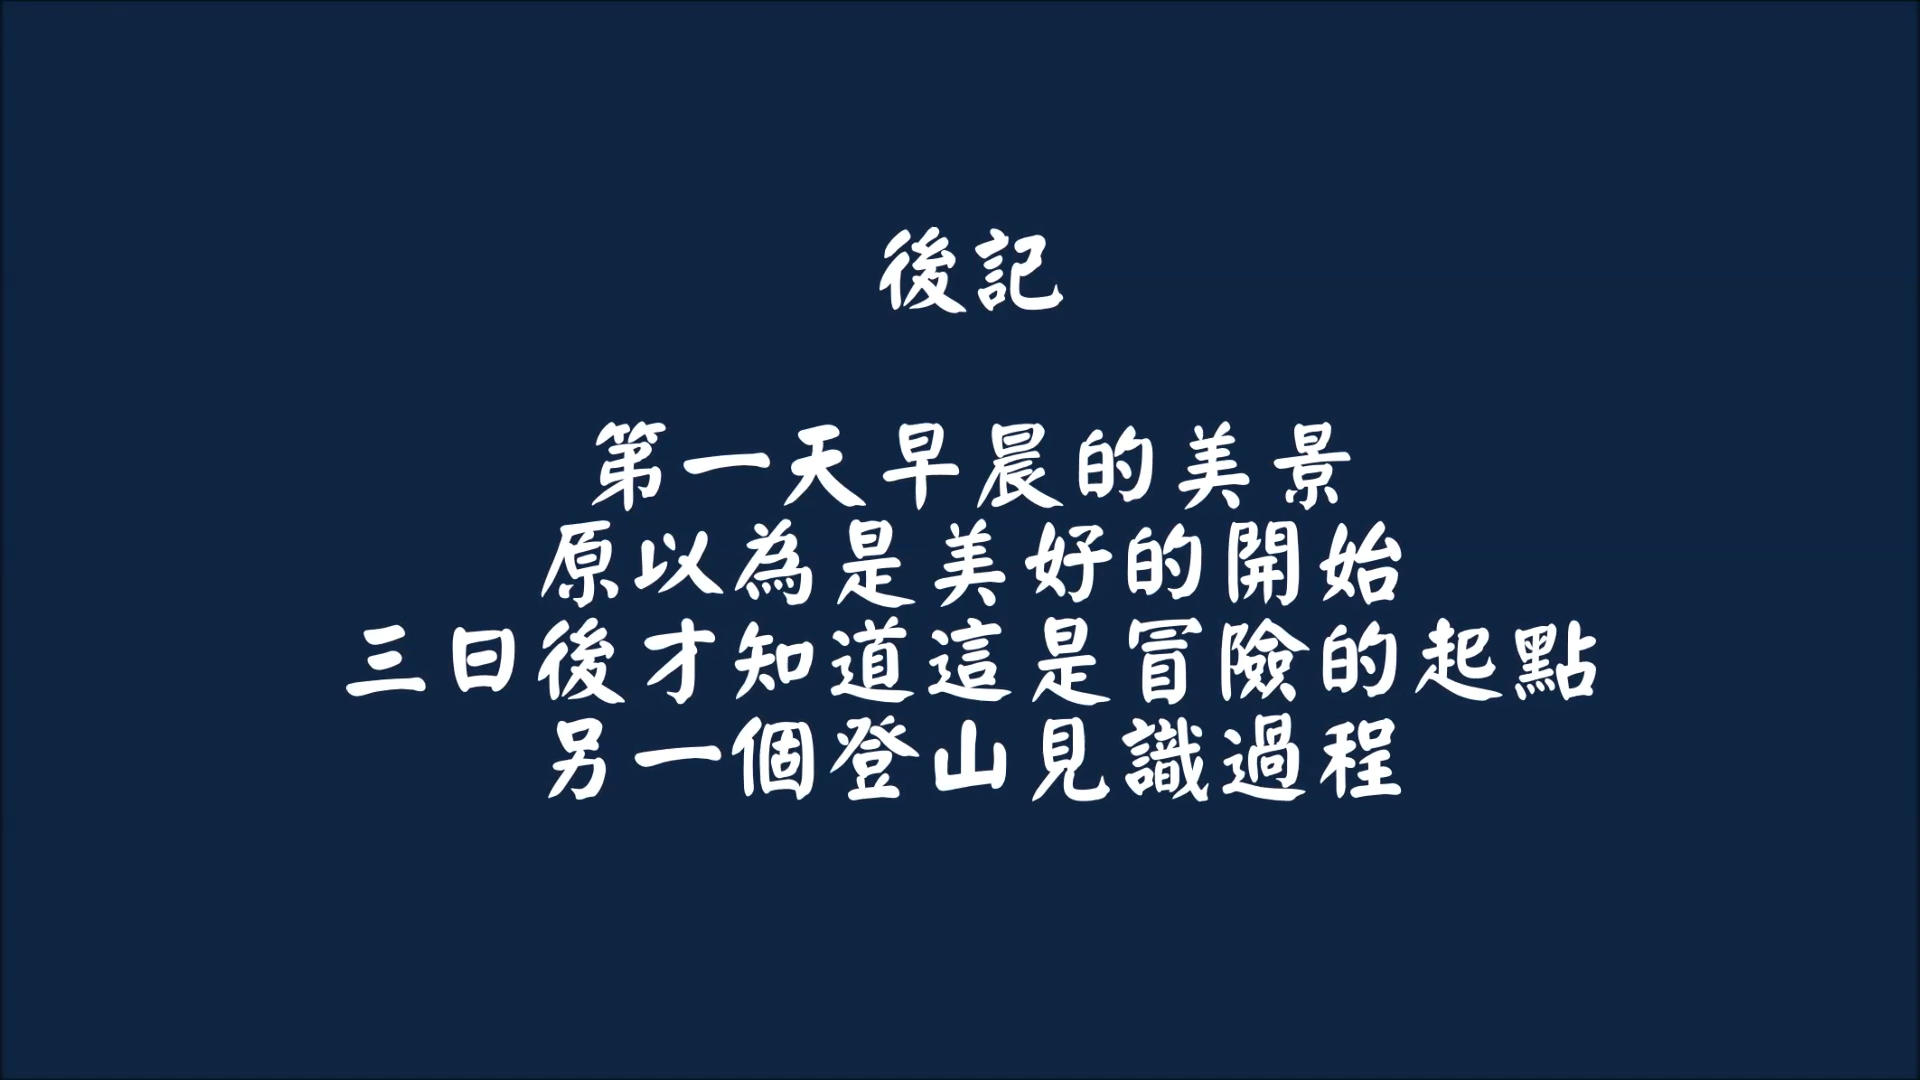 後記
第一天早晨的美景
原以為是美好的開始
三日後才知道這是冒險的起點
另一個登山見識過程